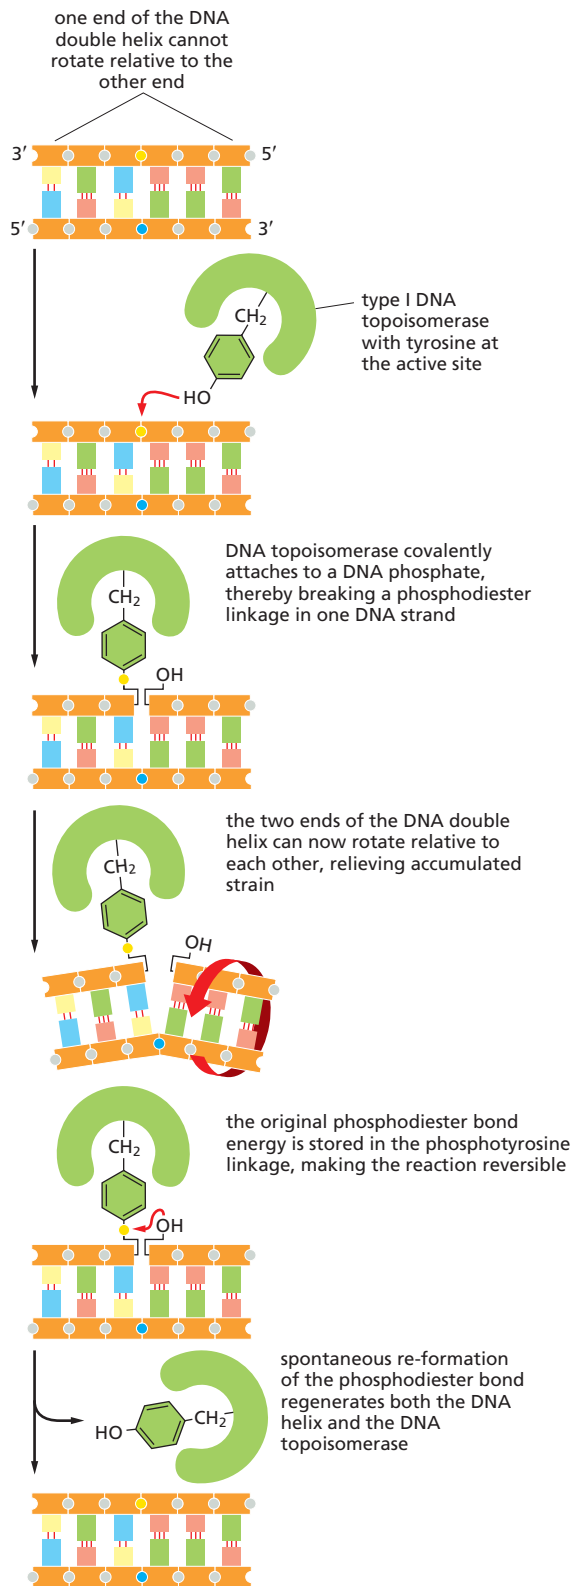 one end of the DNA
double helix cannot
rotate relative to the
other end
3′
5′
5′
3′
CH2
HO
type I DNA
topoisomerase
with tyrosine at
the active site
DNA topoisomerase covalently
attaches to a DNA phosphate,
thereby breaking a phosphodiester
linkage in one DNA strand
CH2
OH
the two ends of the DNA double
helix can now rotate relative to
each other, relieving accumulated
strain
CH2
OH
the original phosphodiester bond
energy is stored in the phosphotyrosine
linkage, making the reaction reversible
CH2
OH
spontaneous re-formation
of the phosphodiester bond
regenerates both the DNA
helix and the DNA
topoisomerase
HO
CH2